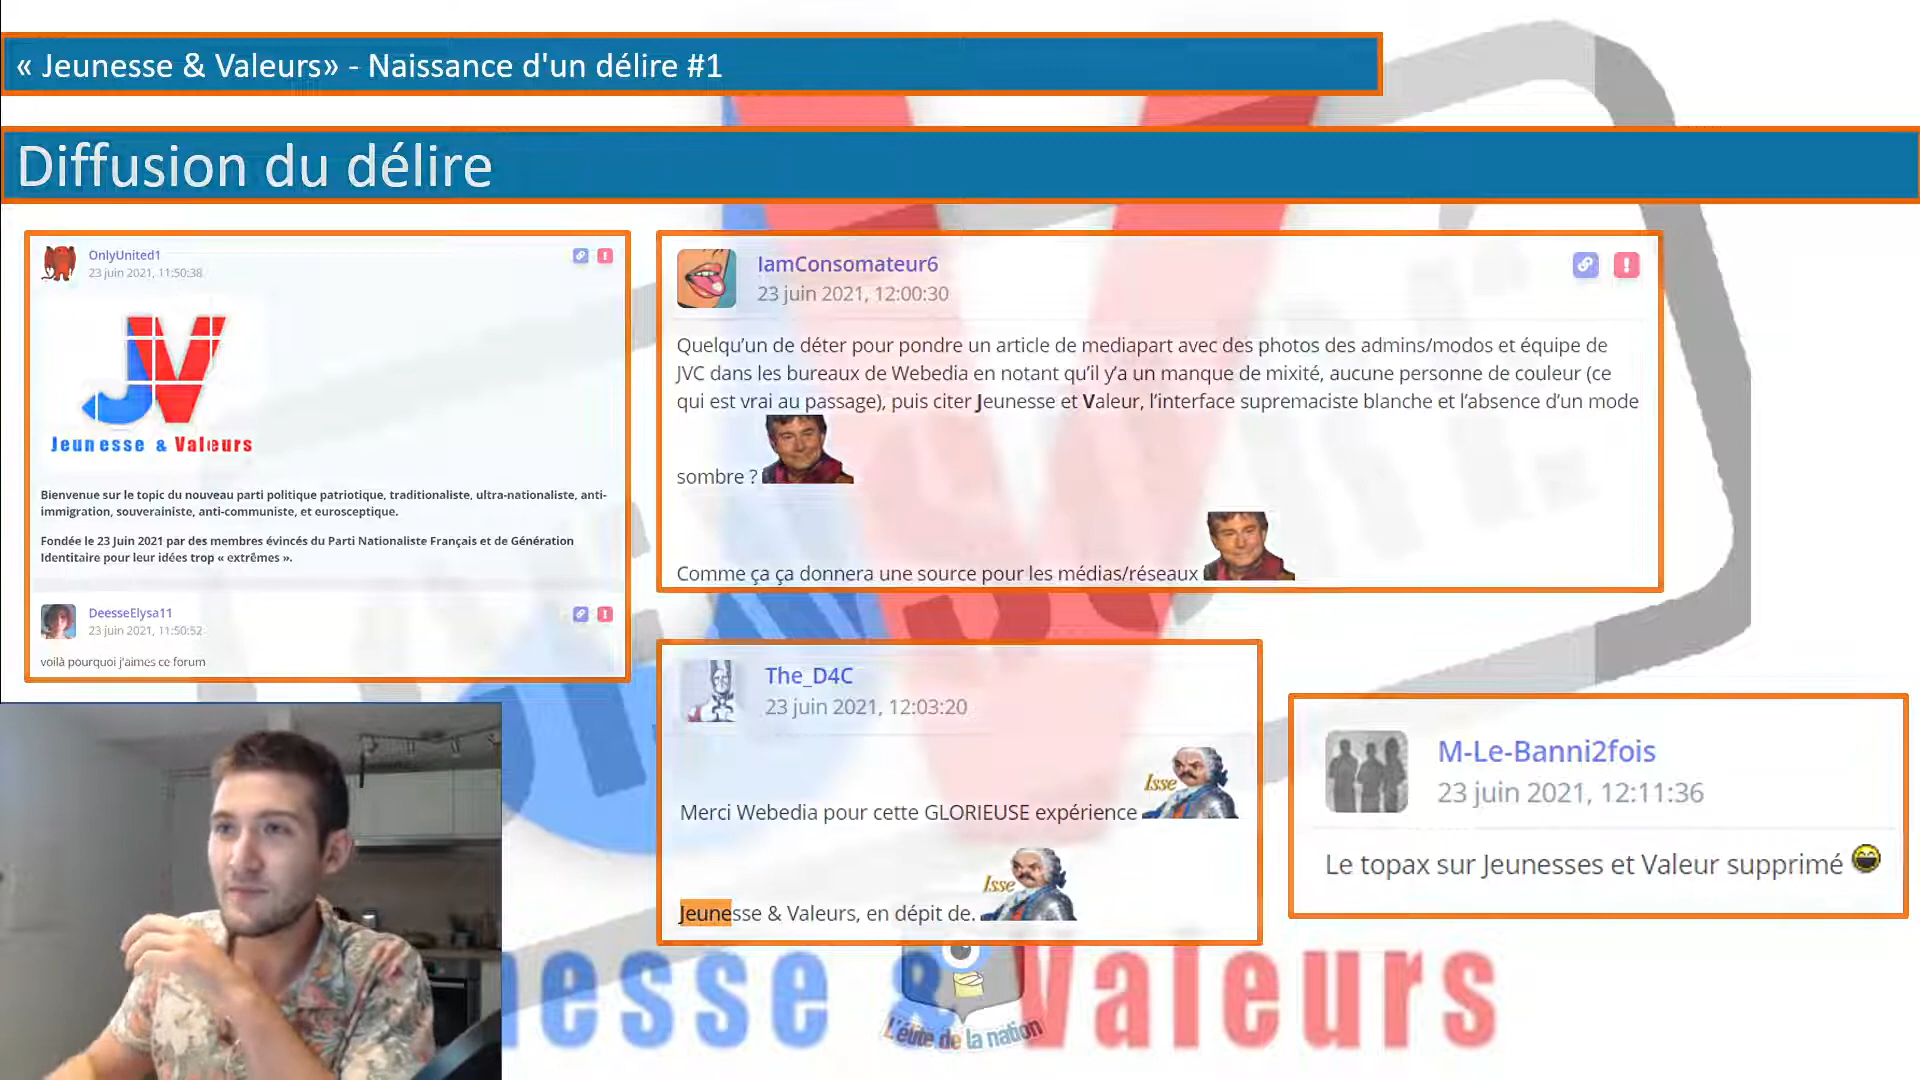 « Jeunesse & Valeurs» - Naissance d'un délire #1
Diffusion du délire
OnlyUnited1
23 juin 2021, 11:50:38
JV
Jeunesse & Valeurs
Bienvenue sur le topic du nouveau parti politique patriotique, traditionaliste, ultra-nationaliste, anti-
immigration, souverainiste, anti-communiste, et eurosceptique.
Fondée le 23 Juin 2021 par des membres évincés du Parti Nationaliste Français et de Génération
Identitaire pour leur idées trop « extrêmes ».
DeesseElysa11
23 juin 2021, 11:50:52
voilà pourquoi j'aimes ce forum
IamConsomateur6
23 juin 2021, 12:00:30
Quelqu'un de déter pour pondre un article de mediapart avec des photos des admins/modos et équipe de
JVC dans les bureaux de Webedia en notant qu'il y'a un manque de mixité, aucune personne de couleur (ce
qui est vrai au passage), puis citer Jeunesse et Valeur, l'interface supremaciste blanche et l'absence d'un mode
sombre ?
Comme ça ça donnera une source pour les médias/réseaux
The_D4C
23 juin 2021, 12:03:20
Isse
Merci Webedia pour cette GLORIEUSE expérience
Isse
Jeunesse & Valeurs, en dépit de.
M-Le-Banni2fois
23 juin 2021, 12:11:36
Le topax sur Jeunesses et Valeur supprimé
nesse & Valeurs
L'élite de la nation